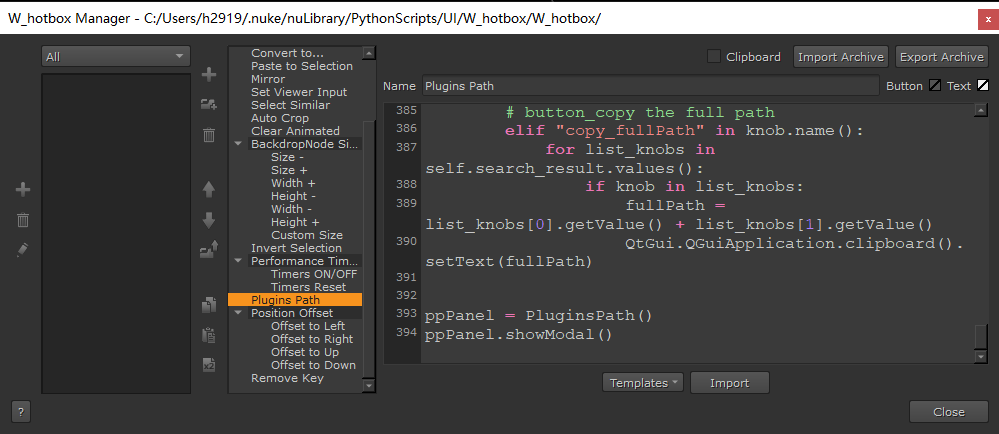 W_hotbox Manager - C:/Users/h2919/.nuke/nuLibrary/PythonScripts/UI/W_hotbox/W_hotbox/
x
All
Clipboard
Import Archive
Export Archive
Name
Plugins Path
Button
Text
Convert to...
Paste to Selection
Mirror
Set Viewer Input
Select Similar
Auto Crop
Clear Animated
BackdropNode Si...
Size -
Size +
Width +
Height -
Width -
Height +
Custom Size
Invert Selection
Performance Tim...
Timers ON/OFF
Timers Reset
Plugins Path
Position Offset
Offset to Left
Offset to Right
Offset to Up
Offset to Down
Remove Key
385 # button_copy the full path
386 elif "copy_fullPath" in knob.name():
387 for list_knobs in
self.search_result.values():
388 if knob in list_knobs:
389 fullPath =
list_knobs[0].getValue() + list_knobs[1].getValue()
390 QtGui.QGuiApplication.clipboard().
setText(fullPath)
391
392
393 ppPanel = PluginsPath()
394 ppPanel.showModal()
Templates
Import
?
Close